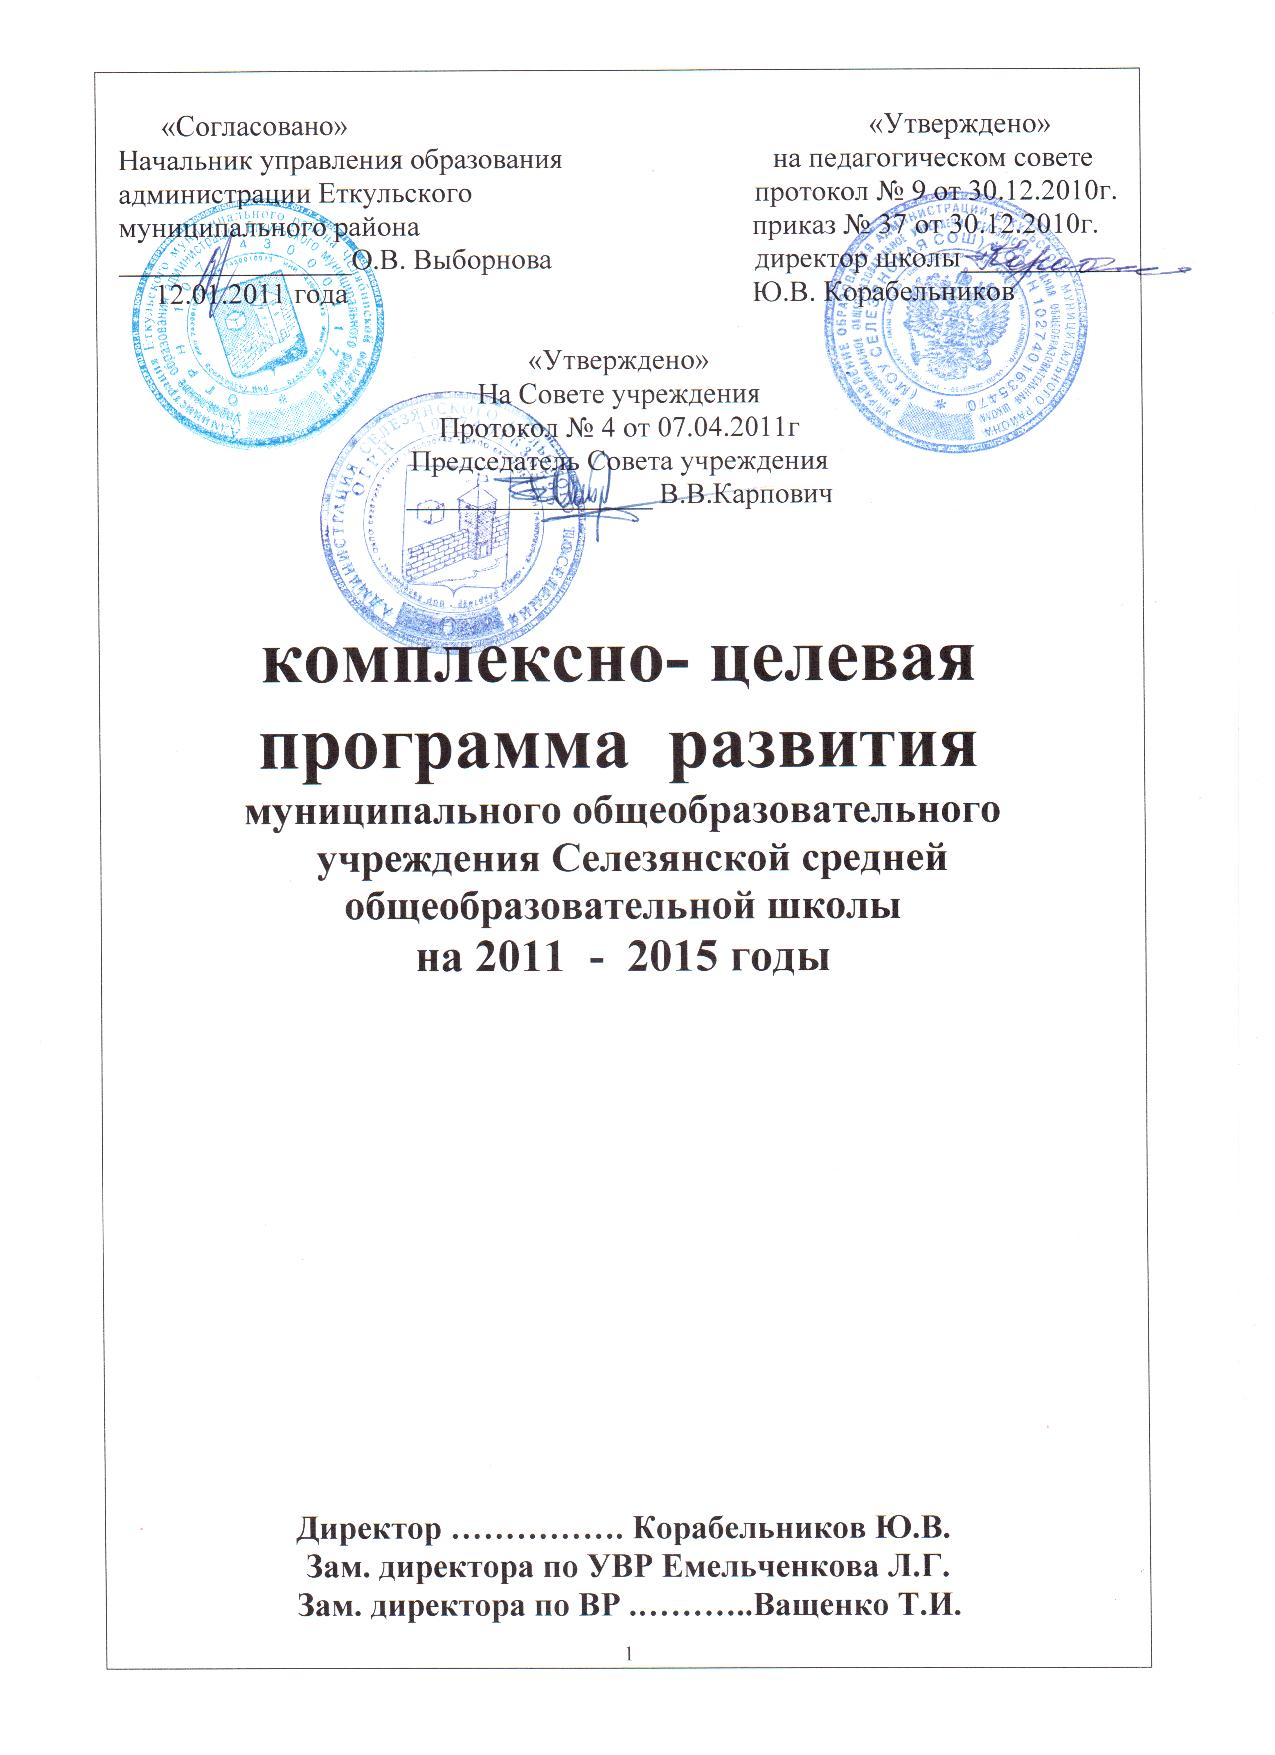 «Согласовано»
Начальник управления образования
администрации Еткульского
муниципального района
________________О.В. Выборнова
12.01.2011 года
«Утверждено»
на педагогическом совете
протокол № 9 от 30.12.2010г.
приказ № 37 от 30.12.2010г.
директор школы
Ю.В. Корабельников
«Утверждено»
На Совете учреждения
Протокол № 4 от 07.04.2011г
Председатель Совета учреждения
_________________ В.В.Карпович
комплексно- целевая
программа развития
муниципального общеобразовательного
учреждения Селезянской средней
общеобразовательной школы
на 2011 - 2015 годы
Директор ……………. Корабельников Ю.В.
Зам. директора по УВР Емельченкова Л.Г.
Зам. директора по ВР ………….Ващенко Т.И.
1